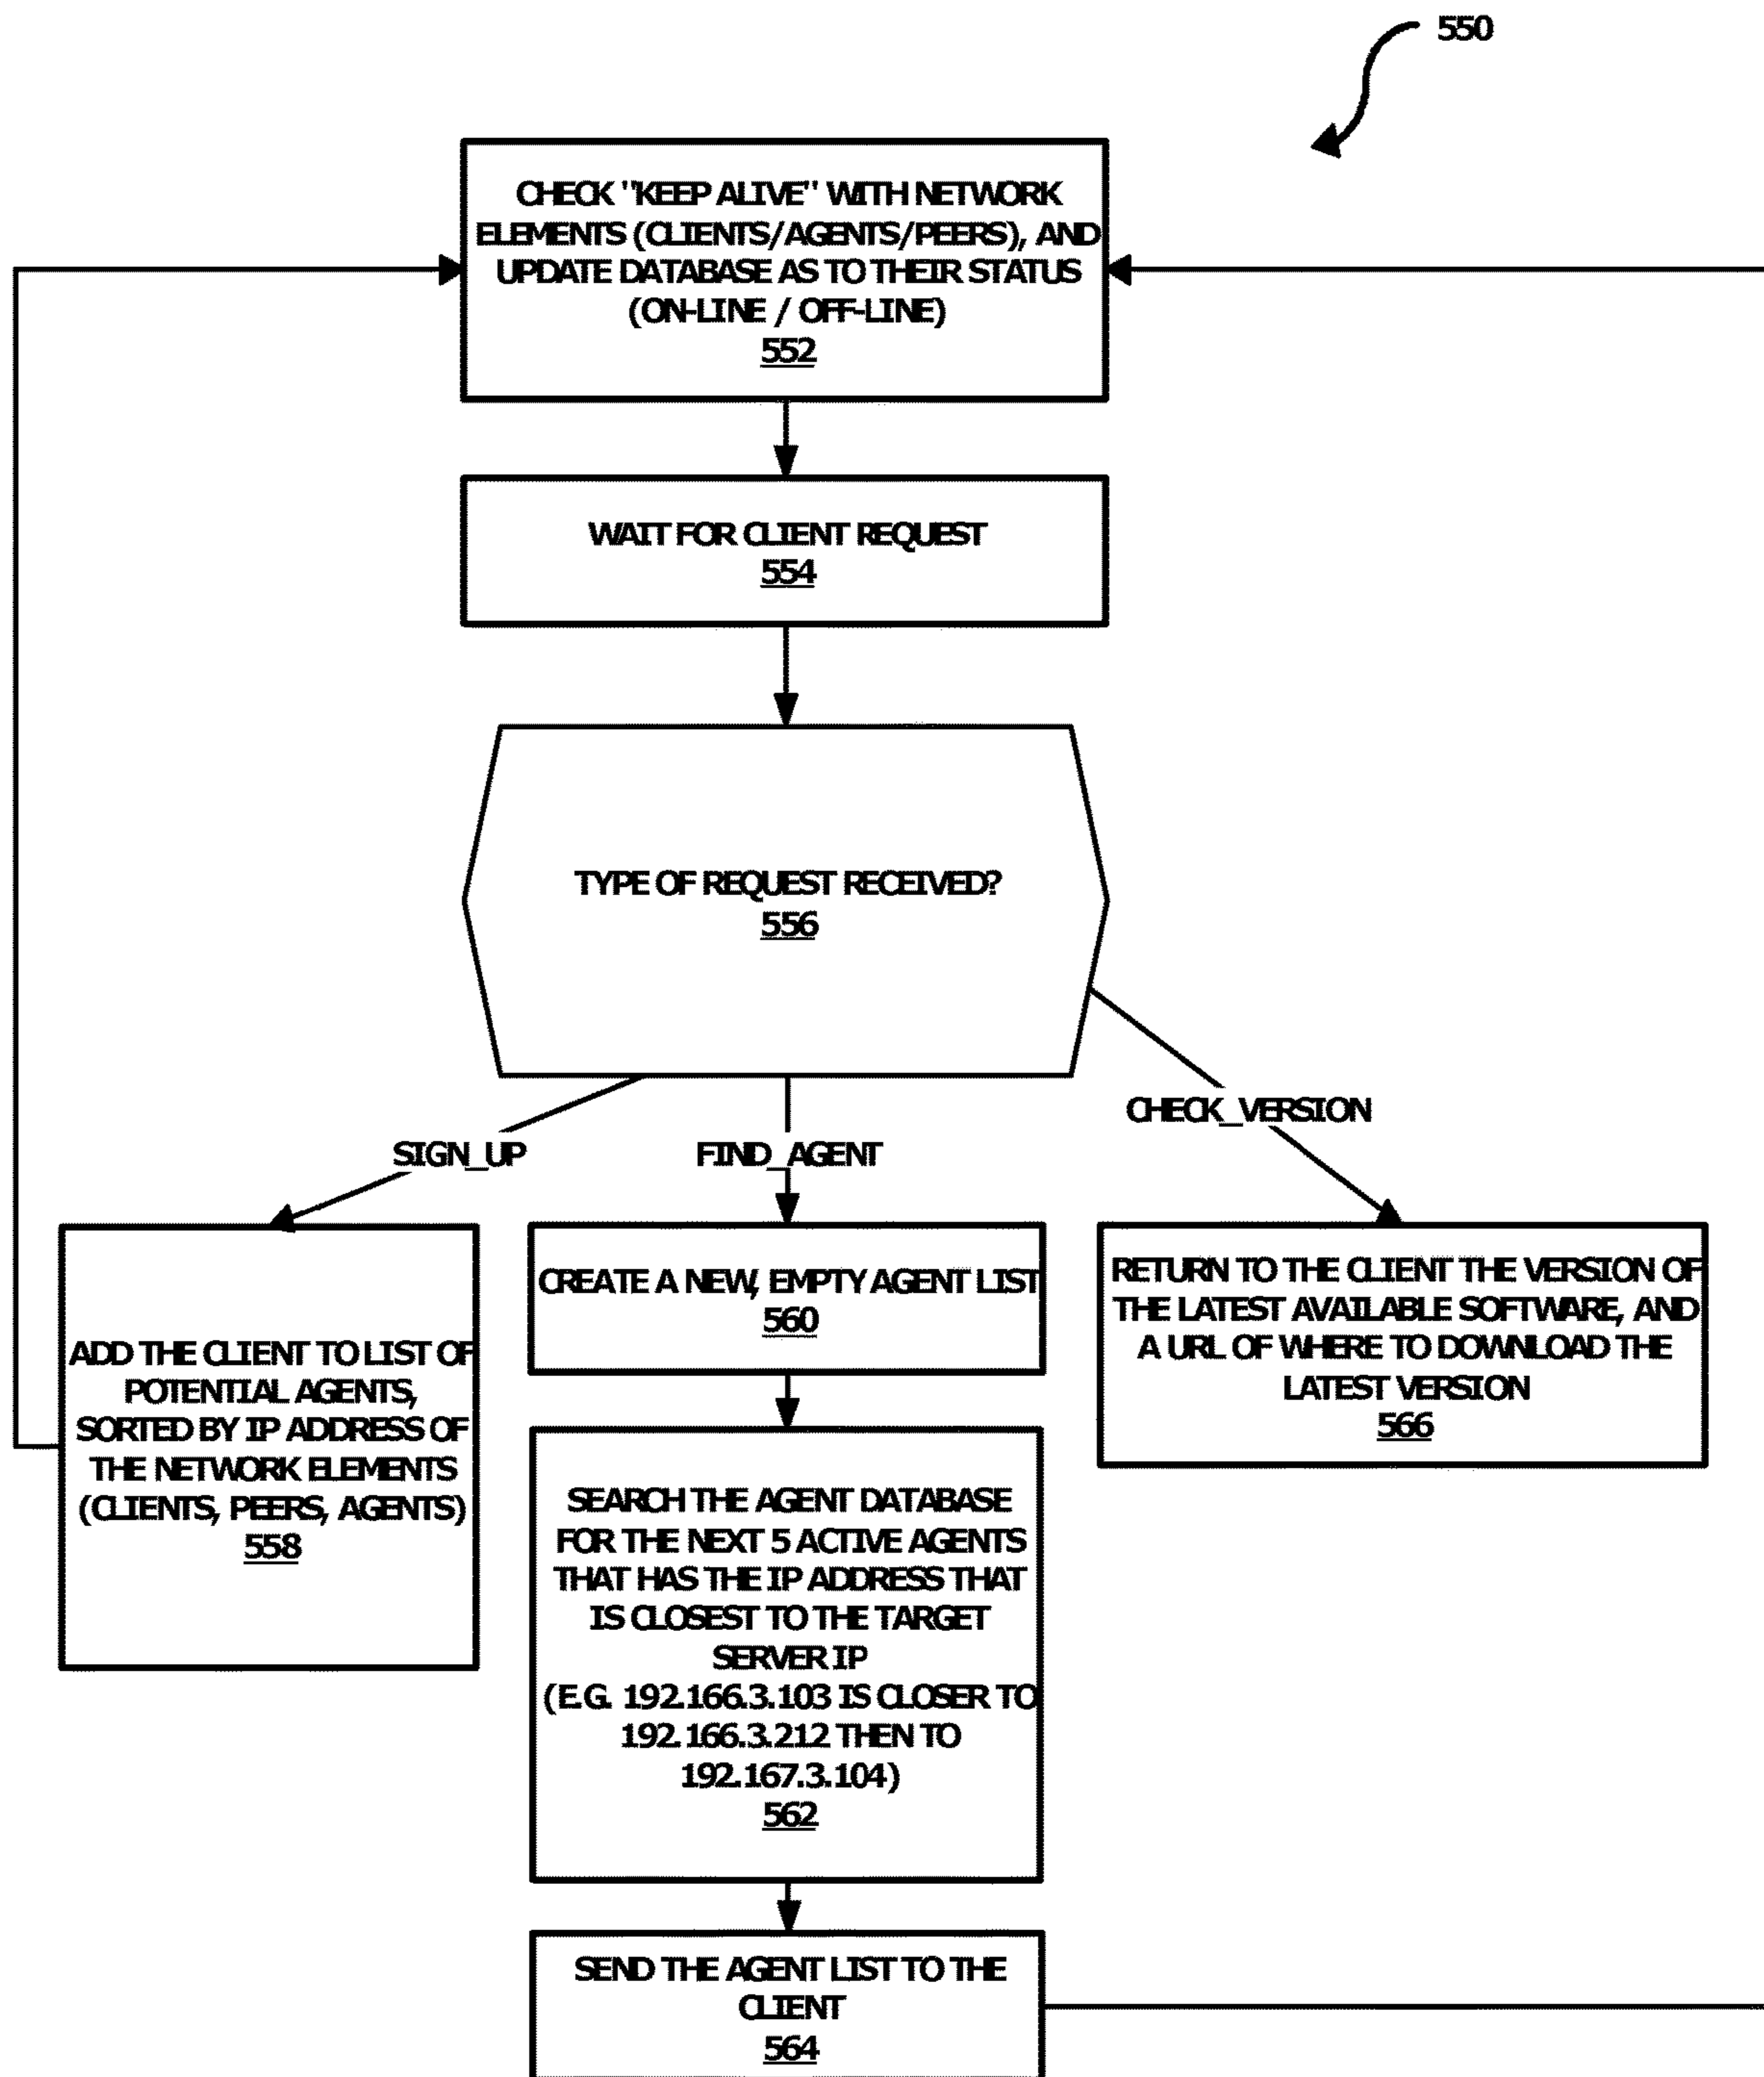 550
CHECK "KEEP ALIVE" WITH NETWORK
ELEMENTS (CLIENTS/AGENTS/PEERS), AND
UPDATE DATABASE AS TO THEIR STATUS
(ON-LINE / OFF-LINE)
552
WAIT FOR CLIENT REQUEST
554
TYPE OF REQUEST RECEIVED?
556
SIGN_UP
FIND_AGENT
CHECK_VERSION
ADD THE CLIENT TO LIST OF
POTENTIAL AGENTS,
SORTED BY IP ADDRESS OF
THE NETWORK ELEMENTS
(CLIENTS, PEERS, AGENTS)
558
CREATE A NEW, EMPTY AGENT LIST
560
SEARCH THE AGENT DATABASE
FOR THE NEXT 5 ACTIVE AGENTS
THAT HAS THE IP ADDRESS THAT
IS CLOSEST TO THE TARGET
SERVER IP
(E.G. 192.166.3.103 IS CLOSER TO
192.166.3.212 THEN TO
192.167.3.104)
562
SEND THE AGENT LIST TO THE
CLIENT
564
RETURN TO THE CLIENT THE VERSION OF
THE LATEST AVAILABLE SOFTWARE, AND
A URL OF WHERE TO DOWNLOAD THE
LATEST VERSION
566